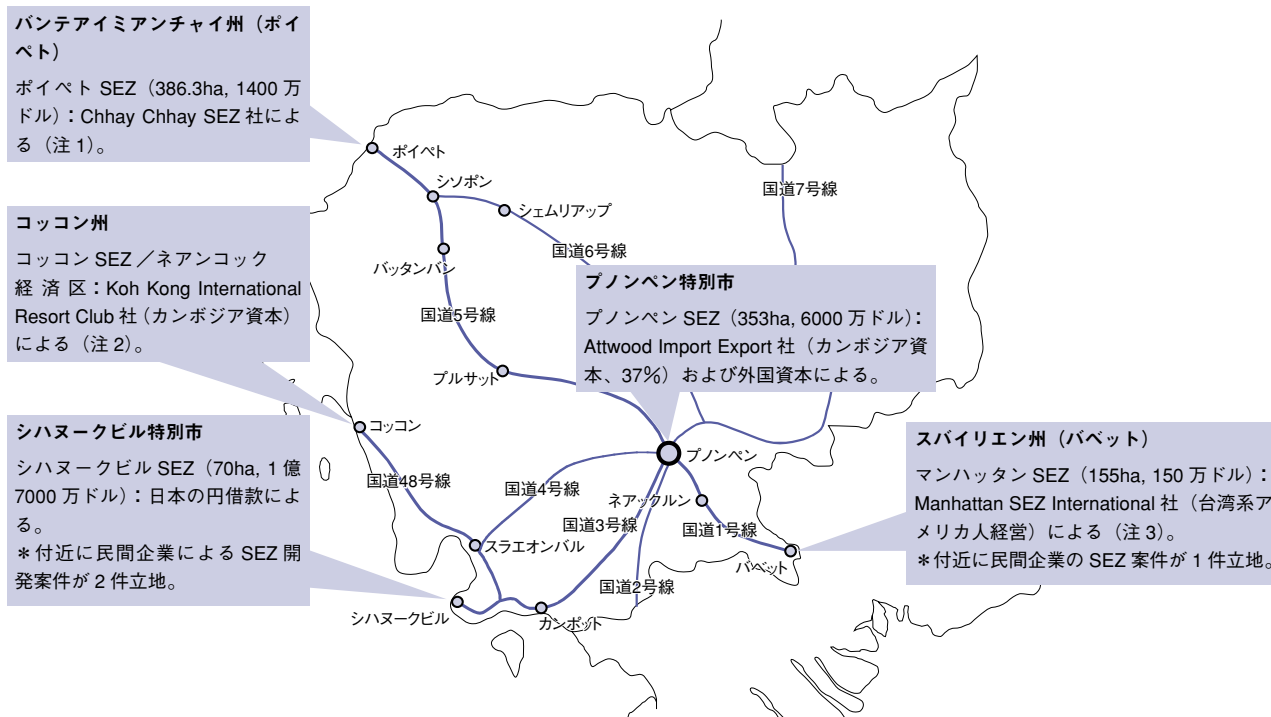 バンテアイミアンチャイ州（ポイ
ペト）
ポイペト SEZ（386.3ha, 1400 万
ドル）：Chhay Chhay SEZ 社によ
る（注 1）。
ポイペト
シソポン
シェムリアップ
国道7号線
国道6号線
バッタンバン
国道5号線
プルサット
コッコン州
コッコン SEZ ／ネアンコック
経 済 区：Koh Kong International
Resort Club 社（カンボジア資本）
による（注 2）。
プノンペン特別市
プノンペン SEZ（353ha, 6000 万ドル）：
Attwood Import Export 社（カンボジア資
本、37％）および外国資本による。
コッコン
プノンペン
国道48号線
国道4号線
ネアックルン
国道3号線
国道1号線
スラエオンバル
バベット
国道2号線
シハヌークビル
カンポット
シハヌークビル特別市
シハヌークビル SEZ（70ha, 1 億
7000 万ドル）：日本の円借款によ
る。
＊付近に民間企業による SEZ 開
発案件が 2 件立地。
スバイリエン州（バベット）
マンハッタン SEZ（155ha, 150 万ドル）：
Manhattan SEZ International 社（台湾系ア
メリカ人経営）による（注 3）。
＊付近に民間企業の SEZ 案件が 1 件立地。